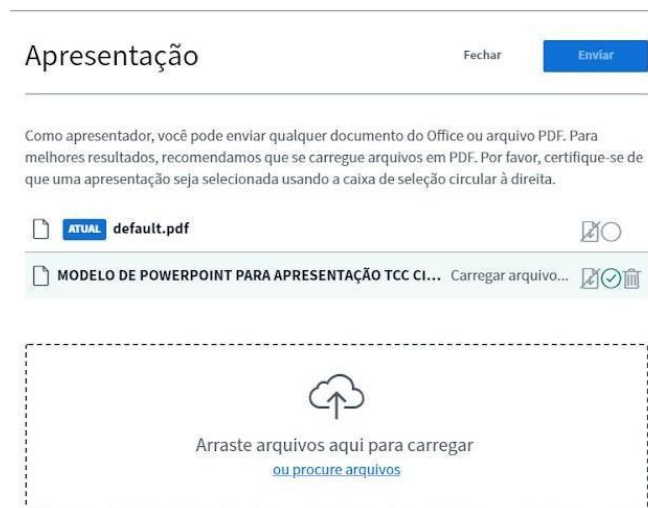 Apresentação
Fechar
Enviar
Como apresentador, você pode enviar qualquer documento do Office ou arquivo PDF. Para
melhores resultados, recomendamos que se carregue arquivos em PDF. Por favor, certifique-se de
que uma apresentação seja selecionada usando a caixa de seleção circular à direita.
ATUAL default.pdf
MODELO DE POWERPOINT PARA APRESENTAÇÃO TCC CI... Carregar arquivo...
Arraste arquivos aqui para carregar
ou procure arquivos